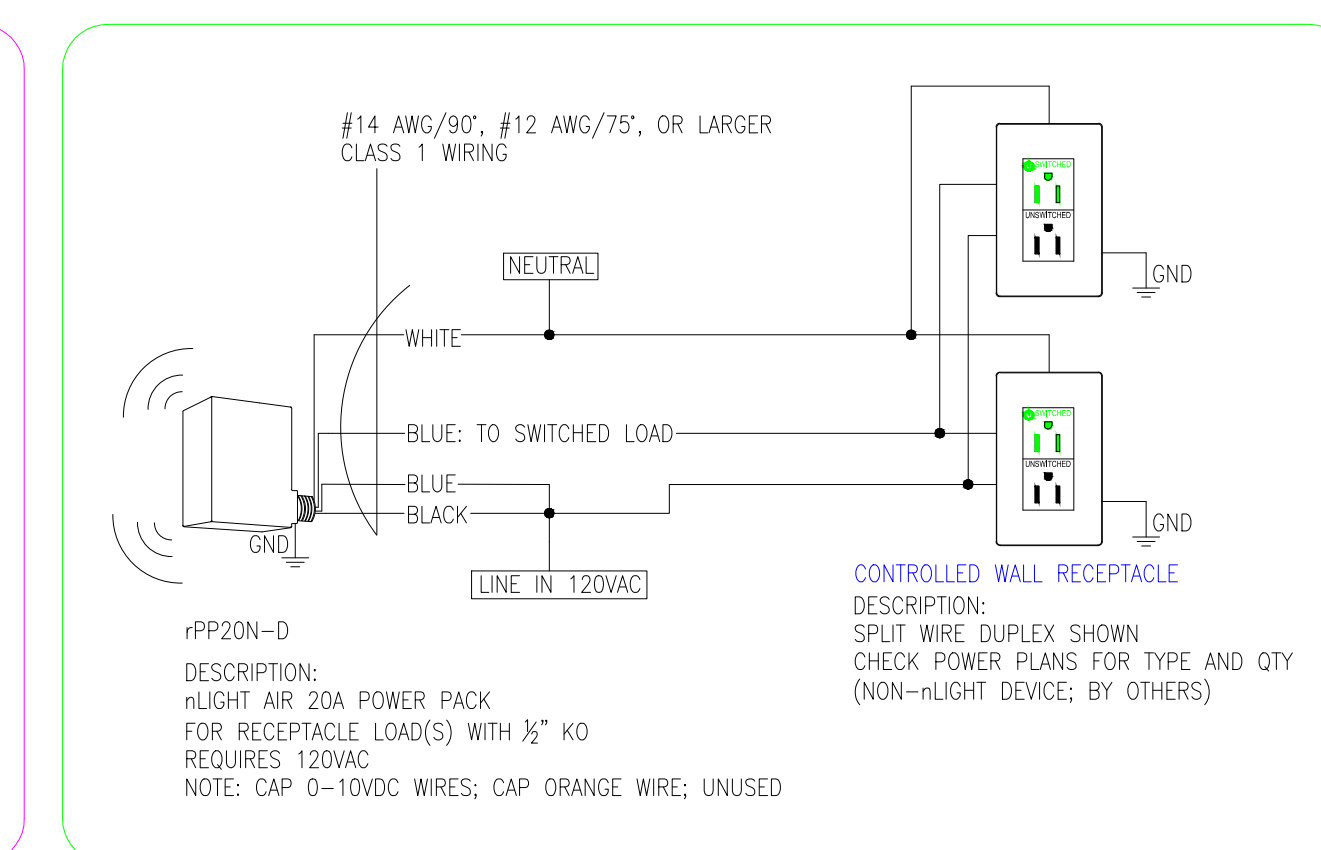 #14 AWG/90°, #12 AWG/75°, OR LARGER
CLASS 1 WIRING
SWITCHED
UNSWITCHED
GND
NEUTRAL
WHITE
SWITCHED
UNSWITCHED
GND
BLUE: TO SWITCHED LOAD
BLUE
BLACK
GND
LINE IN 120VAC
rPP20N-D
DESCRIPTION:
nLIGHT AIR 20A POWER PACK
FOR RECEPTACLE LOAD(S) WITH ½" KO
REQUIRES 120VAC
NOTE: CAP 0-10VDC WIRES; CAP ORANGE WIRE; UNUSED
CONTROLLED WALL RECEPTACLE
DESCRIPTION:
SPLIT WIRE DUPLEX SHOWN
CHECK POWER PLANS FOR TYPE AND QTY
(NON-nLIGHT DEVICE; BY OTHERS)